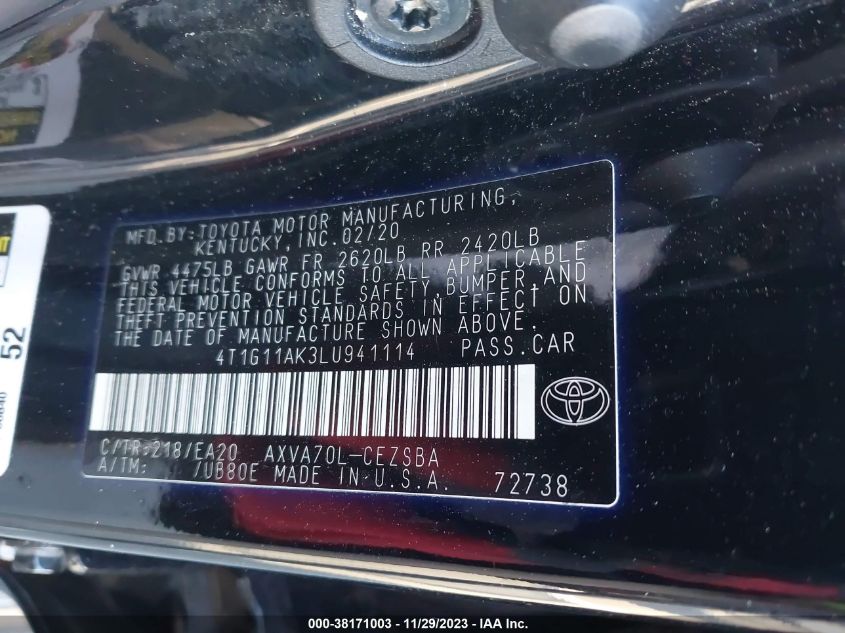 MFD.BY:TOYOTA MOTOR MANUFACTURING,
KENTUCKY,INC.02/20
GVWR 4475LB GAWR FR 2620LB RR 2420LB
THIS VEHICLE CONFORMS TO ALL APPLICABLE
FEDERAL MOTOR VEHICLE SAFETY,BUMPER,AND
THEFT PREVENTION STANDARDS IN EFFECT ON
THE DATE OF MANUFACTURE SHOWN ABOVE.
4T1G11AK3LU941114 PASS.CAR
C/TR:218/EA20 AXVA70L-CEZSBA
A/TM: /UB80E MADE IN U.S.A. 72738
52
000-38171003 | 11/29/2023 | IAA Inc.